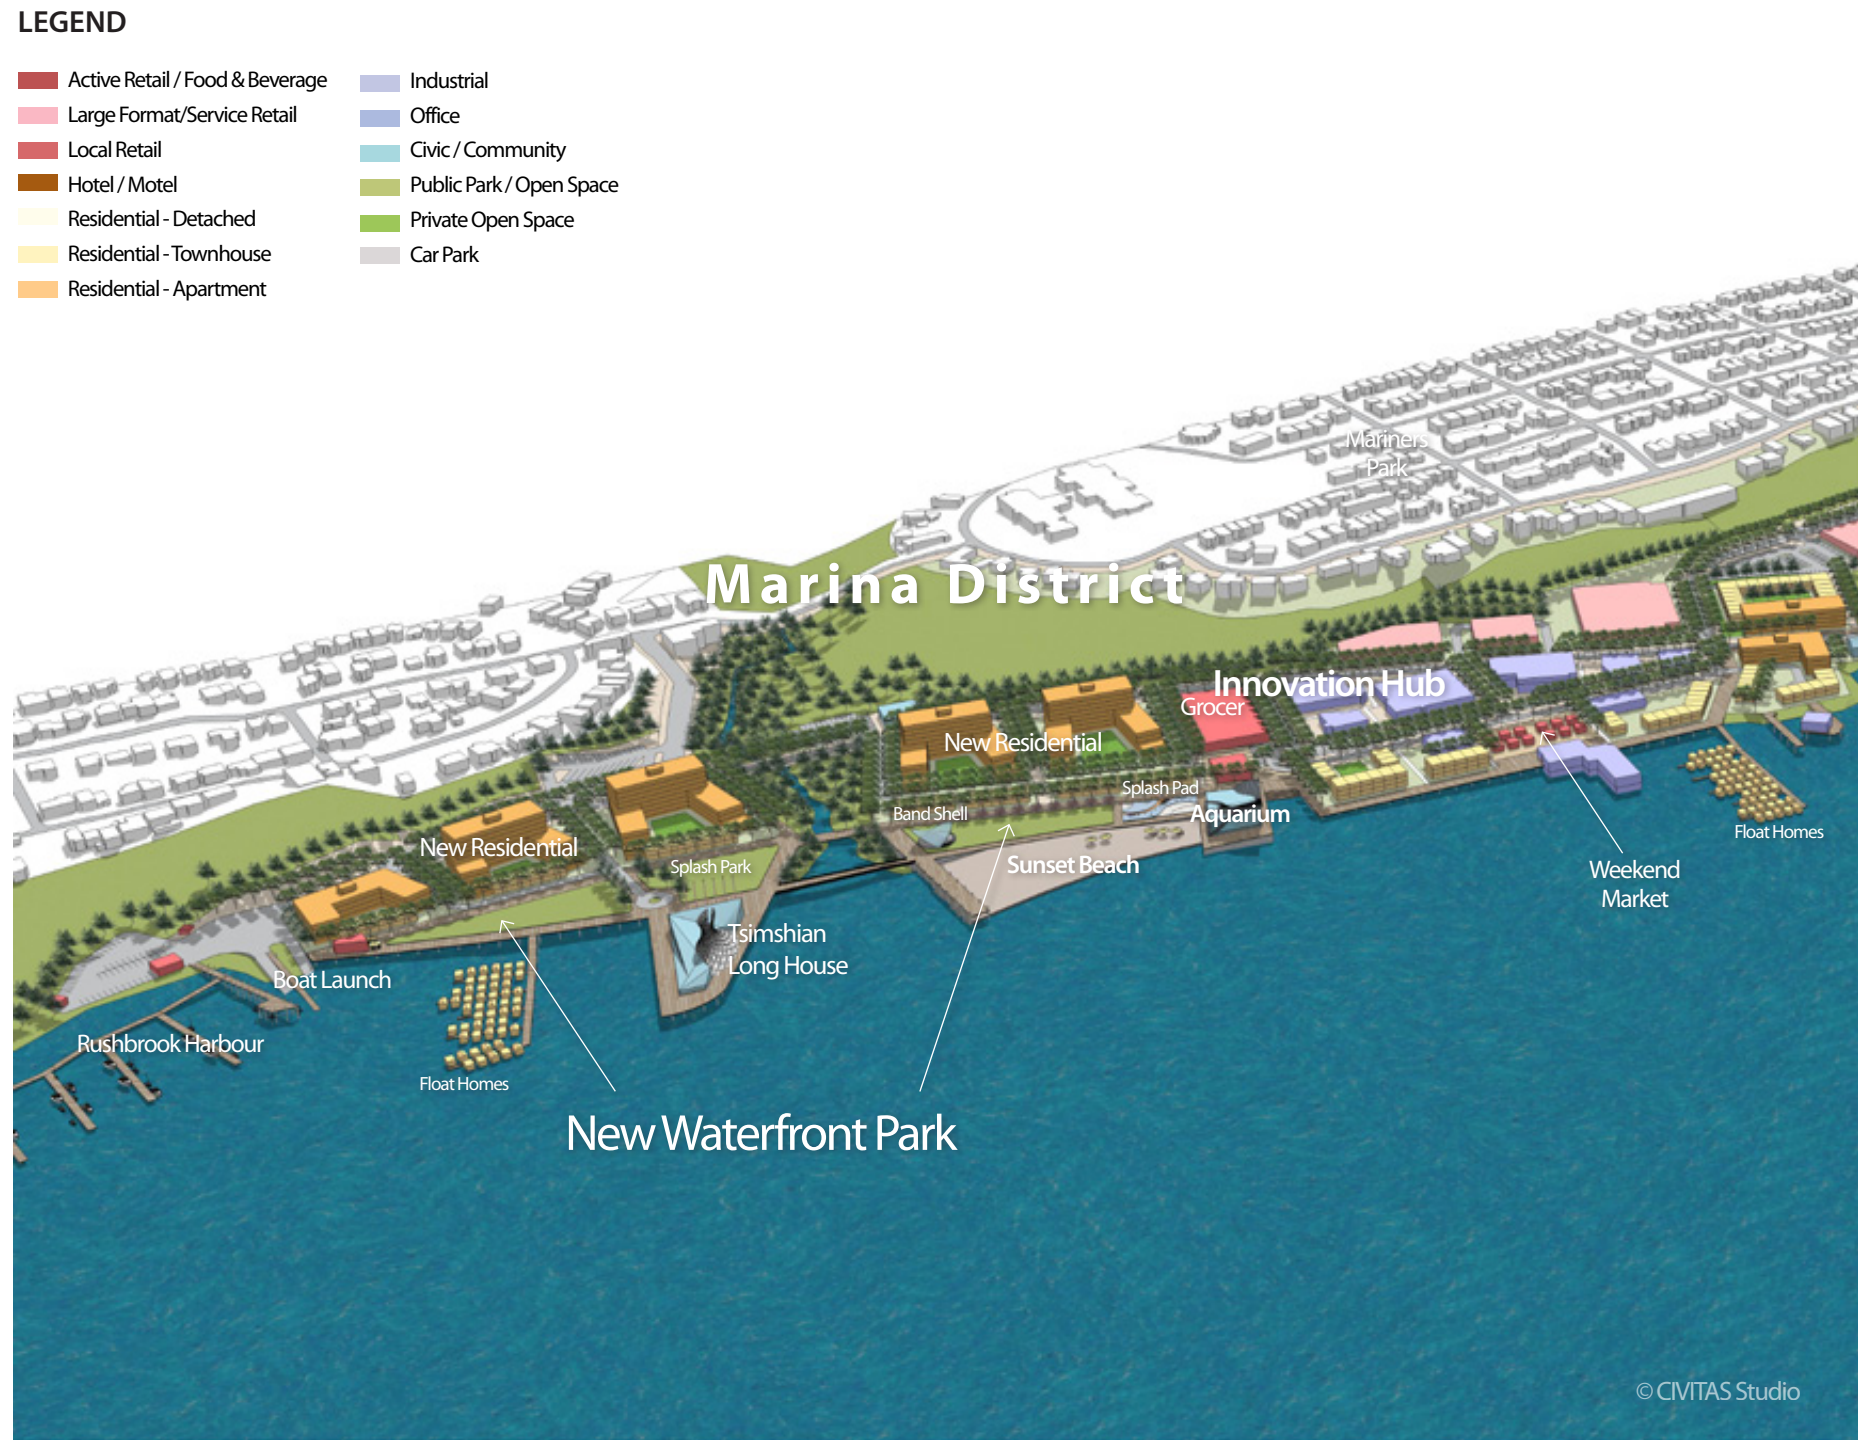 LEGEND
Active Retail / Food & Beverage
Large Format/Service Retail
Local Retail
Hotel / Motel
Residential - Detached
Residential - Townhouse
Residential - Apartment
Industrial
Office
Civic / Community
Public Park / Open Space
Private Open Space
Car Park
Mariners
Park
Marina District
Innovation Hub
Grocer
New Residential
Splash Pad
Band Shell
Aquarium
Float Homes
New Residential
Splash Park
Sunset Beach
Weekend
Market
Tsimshian
Long House
Boat Launch
Rushbrook Harbour
Float Homes
New Waterfront Park
© CIVITAS Studio